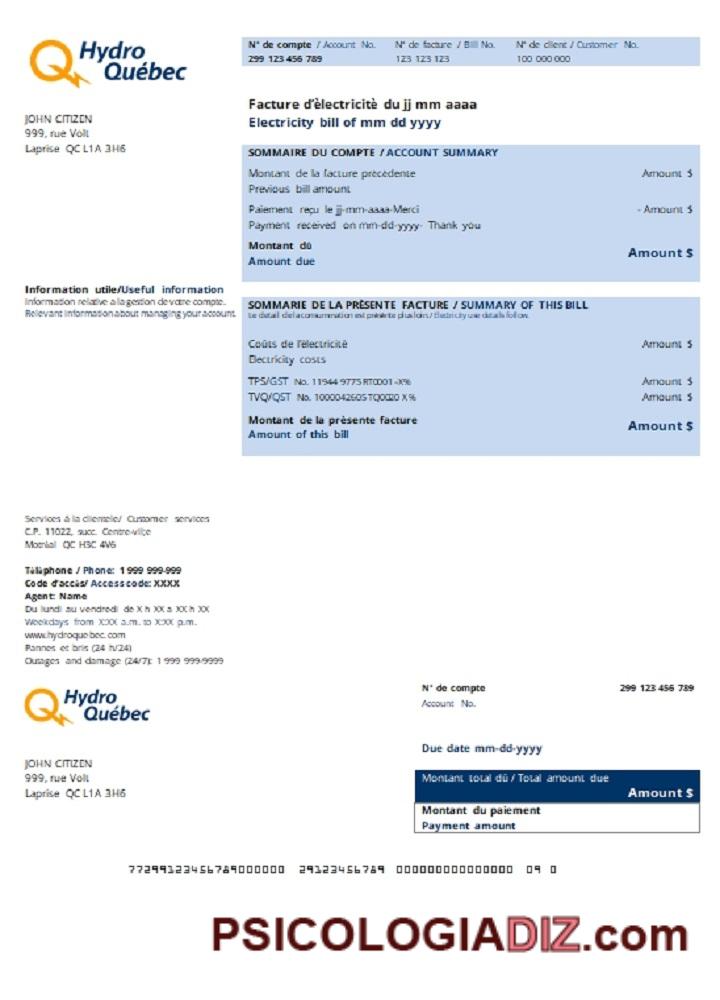 Hydro
Québec
N° de compte / Account No. N° de facture / Bill No. N° de client / Customer No.
299 123 456 789 123 123 123 100 000 000
JOHN CITIZEN
999, rue Volt
Laprise QC L1A 3H6
Facture d'èlectricitè du jj mm aaaa
Electricity bill of mm dd yyyy
SOMMAIRE DU COMPTE / ACCOUNT SUMMARY
Montant de la facture prècèdente Amount $
Previous bill amount
Paiement reçu le jj-mm-aaaa-Merci - Amount $
Payment received on mm-dd-yyyy- Thank you
Montant dû Amount $
Amount due
Information utile/Useful information
Information relative a la gestion de votre compte.
Relevant Information about managing your account.
SOMMARIE DE LA PRÈSENTE FACTURE / SUMMARY OF THIS BILL
Le detail de la consummation est présente plus loin. / Electricity use details follow.
Coûts de l'èlectricitè Amount $
Electricity costs
TPS/GST No. 11944 9775 RT0001 -X% Amount $
TVQ/QST No. 1000042605 TQ0020 X % Amount $
Montant de la prèsente facture Amount $
Amount of this bill
Services á la clientele/ Customer services
C.P. 11022, succ. Centre-ville
QC H3C 4V6
Tèlèphone / Phone: 1 999 999-999
Code d'accès/ Access code: XXXX
Agent: Name
Du lundi au vendredi de X h XX a XX h XX
Weekdays from X:XX a.m. to X:XX p.m.
www.hydroquebec.com
Pannes et bris (24 h/24)
Outages and damage (24/7): 1 999 999-9999
Hydro
Québec
N° de compte 299 123 456 789
Account No.
Due date mm-dd-yyyy
JOHN CITIZEN
999, rue Volt
Laprise QC L1A 3H6
Montant total dû / Total amount due
Amount $
Montant du paiement
Payment amount
77299123456789000000 29123456789 000000000000000 09 0
PSICOLOGIADIZ.com